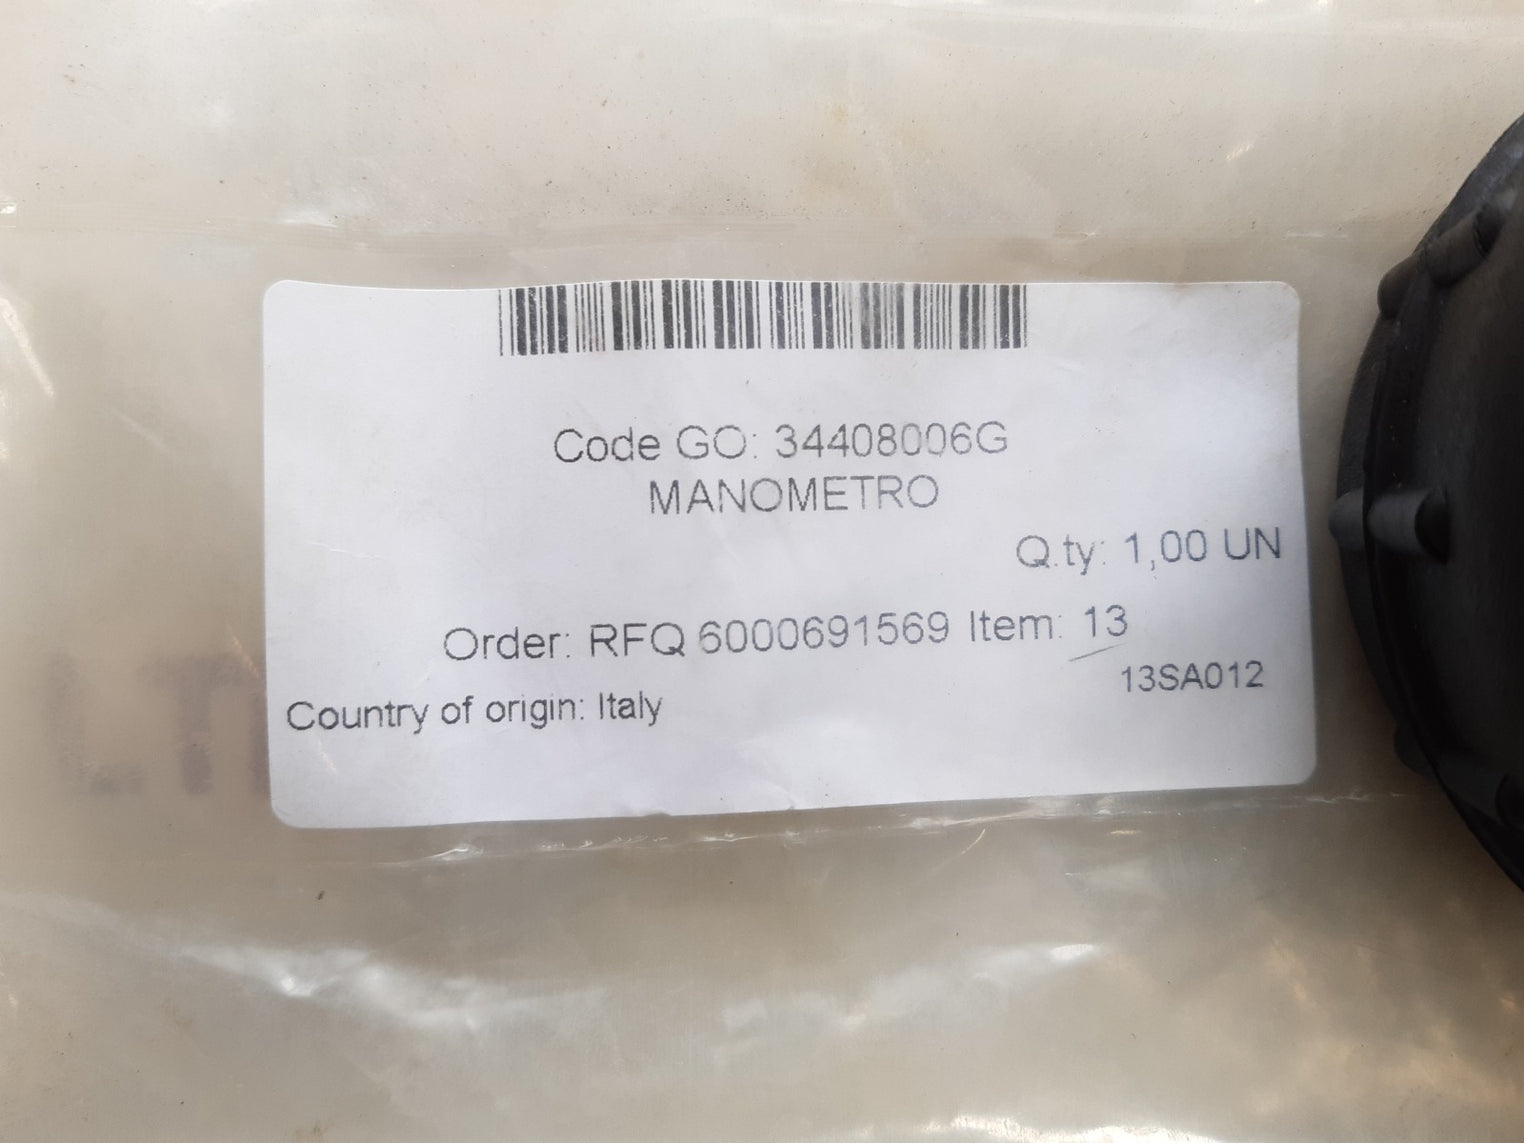 Code GO: 34408006G
MANOMETRO
Q.ty: 1,00 UN
Order: RFQ 6000691569 Item: 13
13SA012
Country of origin: Italy